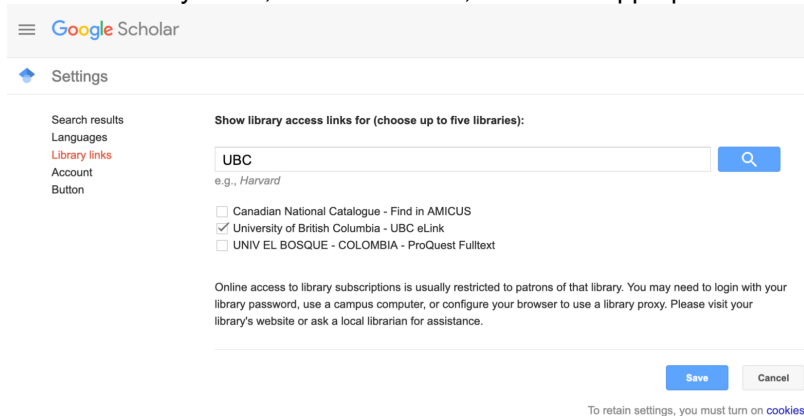 Google Scholar
Settings
Search results
Languages
Library links
Account
Button
Show library access links for (choose up to five libraries):
UBC
e.g., Harvard
Canadian National Catalogue - Find in AMICUS
University of British Columbia - UBC eLink
UNIV EL BOSQUE - COLOMBIA - ProQuest Fulltext
Online access to library subscriptions is usually restricted to patrons of that library. You may need to login with your
library password, use a campus computer, or configure your browser to use a library proxy. Please visit your
library's website or ask a local librarian for assistance.
Save Cancel
To retain settings, you must turn on cookies